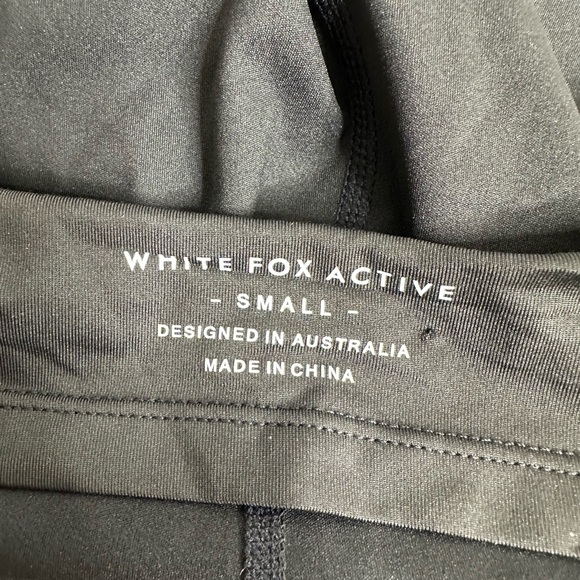 WHITE FOX ACTIVE
- SMALL -
DESIGNED IN AUSTRALIA
MADE IN CHINA